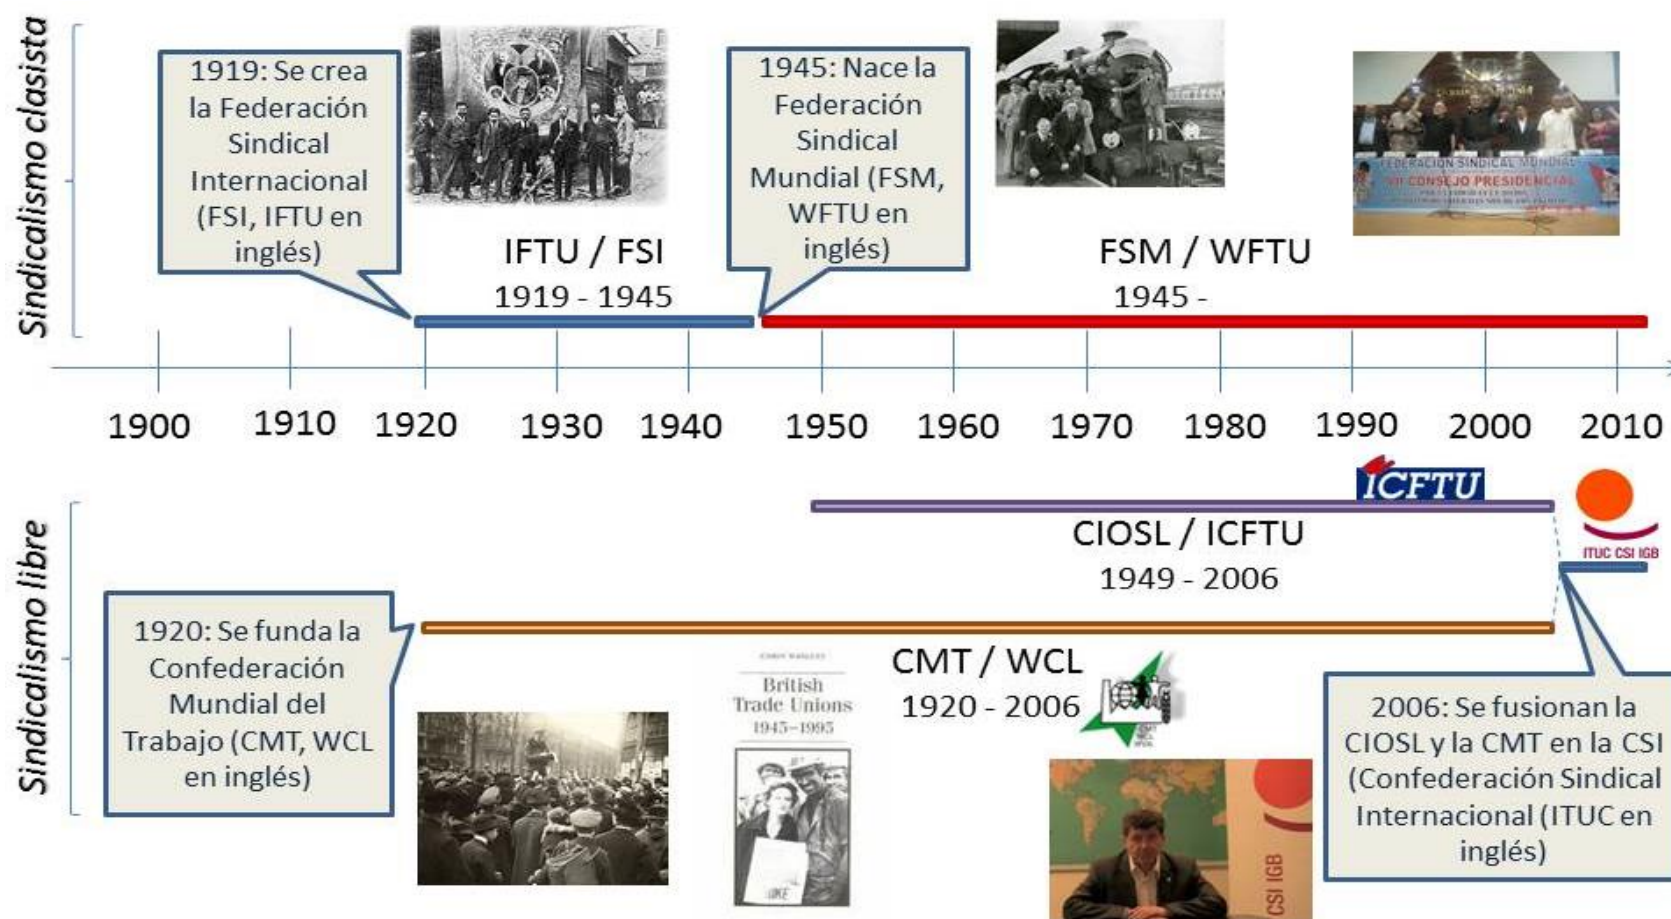 Sindicalismo clasista
1919: Se crea
la Federación
Sindical
Internacional
(FSI, IFTU en
inglés)
IFTU / FSI
1919 - 1945
1945: Nace la
Federación
Sindical
Mundial (FSM,
WFTU en
inglés)
FSM / WFTU
1945 -
FEDERACIÓN SINDICAL MUNDIAL
VII CONSEJO PRESIDENCIAL
1900
1910
1920
1930
1940
1950
1960
1970
1980
1990
2000
2010
Sindicalismo libre
ICFTU
CIOSL / ICFTU
1949 - 2006
ITUC CSI IGB
1920: Se funda la
Confederación
Mundial del
Trabajo (CMT, WCL
en inglés)
British
Trade Unions
1945-1995
CMT / WCL
1920 - 2006
CMT
WCL
CSI IGB
2006: Se fusionan la
CIOSL y la CMT en la CSI
(Confederación Sindical
Internacional (ITUC en
inglés)